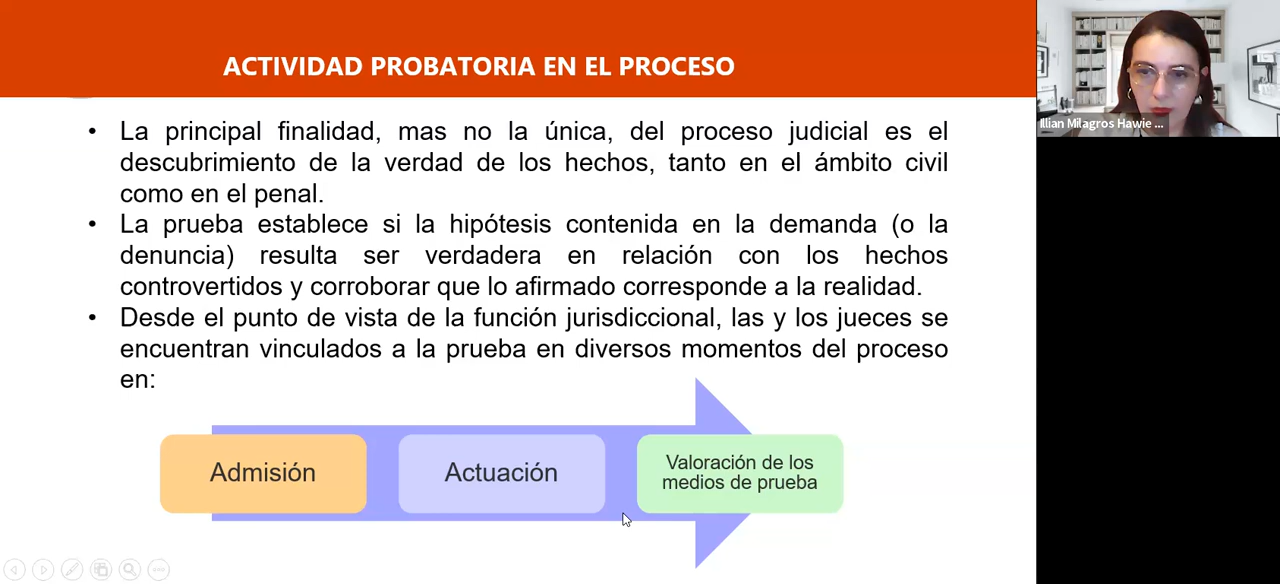 ACTIVIDAD PROBATORIA EN EL PROCESO
• La principal finalidad, mas no la única, del proceso judicial es el
descubrimiento de la verdad de los hechos, tanto en el ámbito civil
como en el penal.
• La prueba establece si la hipótesis contenida en la demanda (o la
denuncia) resulta ser verdadera en relación con los hechos
controvertidos y corroborar que lo afirmado corresponde a la realidad.
• Desde el punto de vista de la función jurisdiccional, las y los jueces se
encuentran vinculados a la prueba en diversos momentos del proceso
en:
Admisión
Actuación
Valoración de los
medios de prueba
illian Milagros Hawie ...